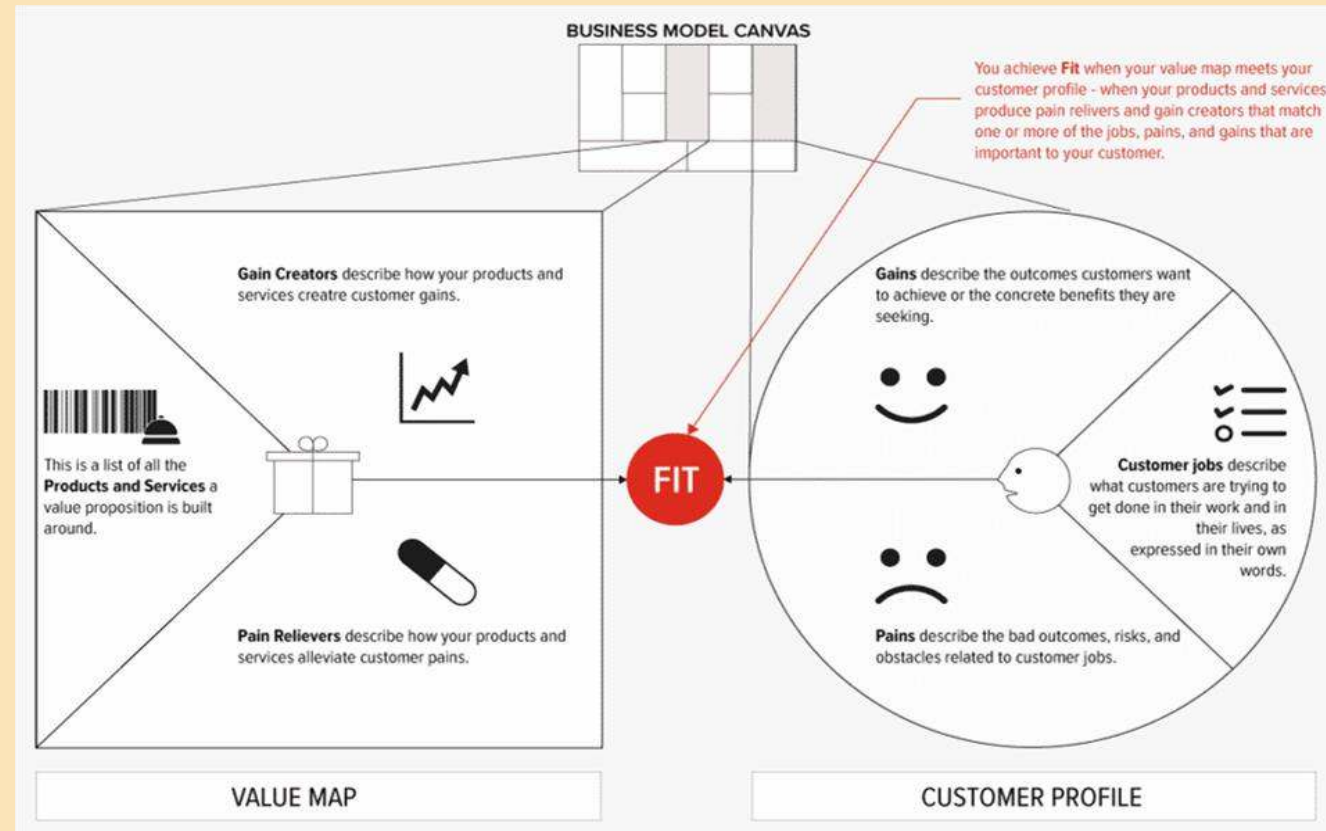 BUSINESS MODEL CANVAS
You achieve Fit when your value map meets your
customer profile - when your products and services
produce pain relivers and gain creators that match
one or more of the jobs, pains, and gains that are
important to your customer.
Gain Creators describe how your products and
services creatre customer gains.
This is a list of all the
Products and Services a
value proposition is built
around.
Pain Relievers describe how your products and
services alleviate customer pains.
FIT
Gains describe the outcomes customers want
to achieve or the concrete benefits they are
seeking.
Customer jobs describe
what customers are trying to
get done in their work and in
their lives, as
expressed in their own
words.
Pains describe the bad outcomes, risks, and
obstacles related to customer jobs.
VALUE MAP
CUSTOMER PROFILE